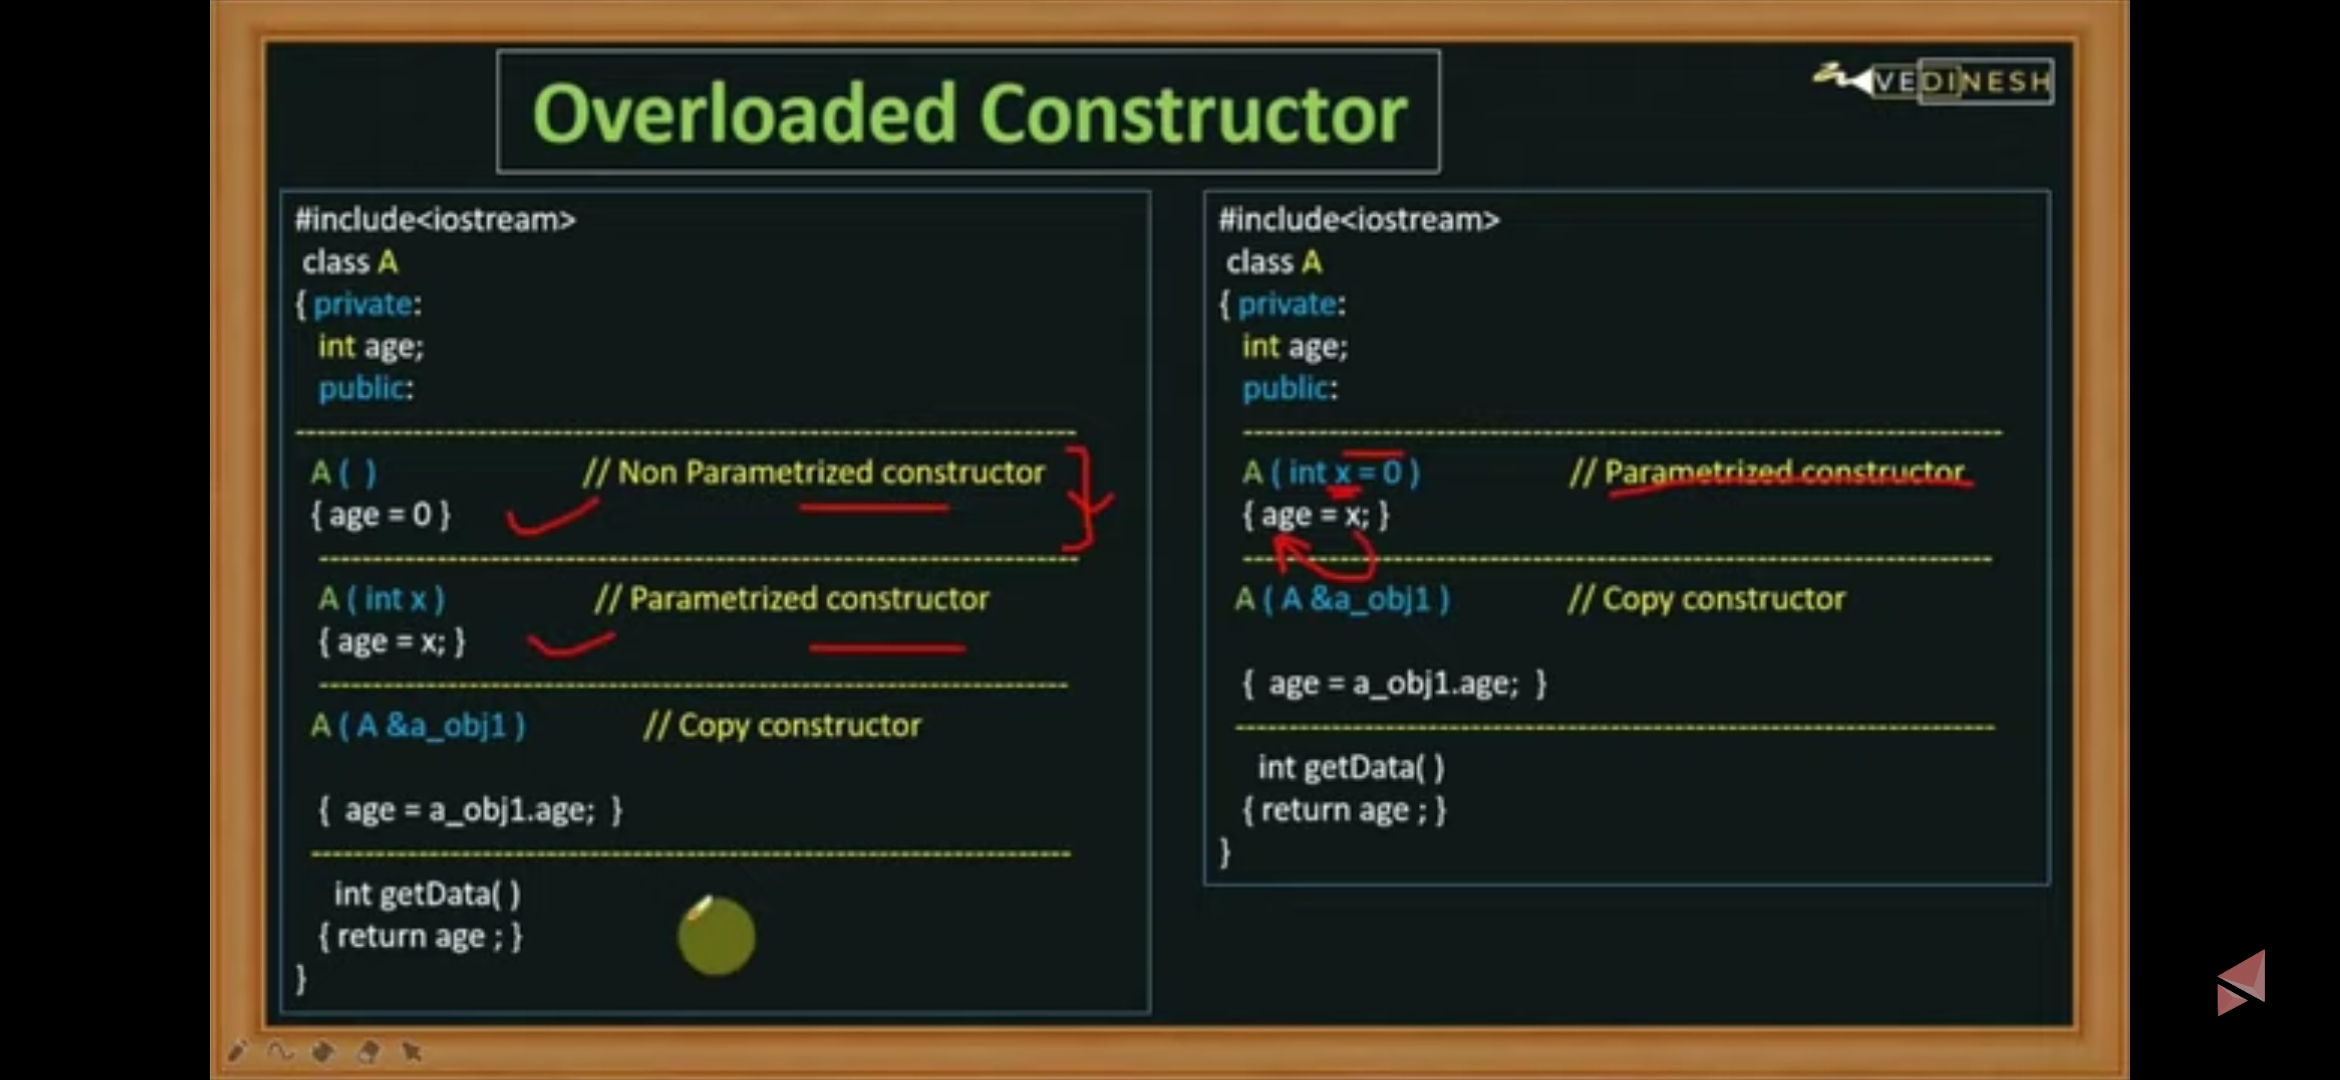 Overloaded Constructor
VEDINESH
#include<iostream>
class A
{ private:
int age;
public:
--------------------------------------------------------------------------------
A ( ) // Non Parametrized constructor
{ age = 0 }
--------------------------------------------------------------------------------
A ( int x ) // Parametrized constructor
{ age = x; }
--------------------------------------------------------------------------------
A ( A &a_obj1 ) // Copy constructor
{ age = a_obj1.age; }
--------------------------------------------------------------------------------
int getData( )
{ return age ; }
}
#include<iostream>
class A
{ private:
int age;
public:
--------------------------------------------------------------------------------
A ( int x = 0 ) // Parametrized constructor
{ age = x; }
--------------------------------------------------------------------------------
A ( A &a_obj1 ) // Copy constructor
{ age = a_obj1.age; }
--------------------------------------------------------------------------------
int getData( )
{ return age ; }
}